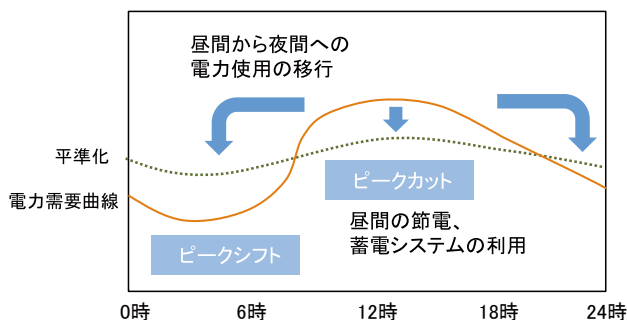 昼間から夜間への
電力使用の移行
平準化
ピークカット
電力需要曲線
昼間の節電、
蓄電システムの利用
ピークシフト
0時
6時
12時
18時
24時